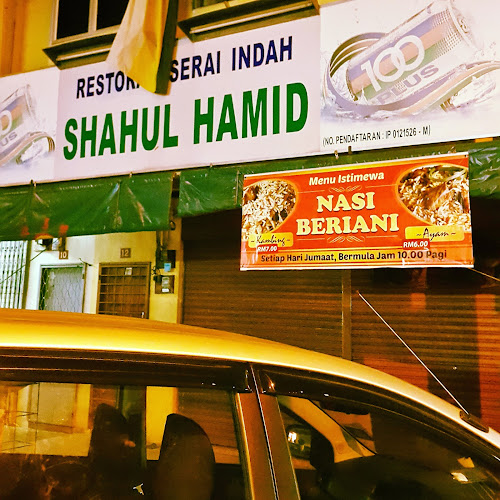 RESTORAN SERAI INDAH
SHAHUL HAMID
100
PLUS
(NO. PENDAFTARAN : IP 0121526 - M)
Menu Istimewa
NASI
BERIANI
~ Kambing ~
RM7.00
~ Ayam ~
RM6.00
Setiap Hari Jumaat, Bermula Jam 10.00 Pagi
10
12